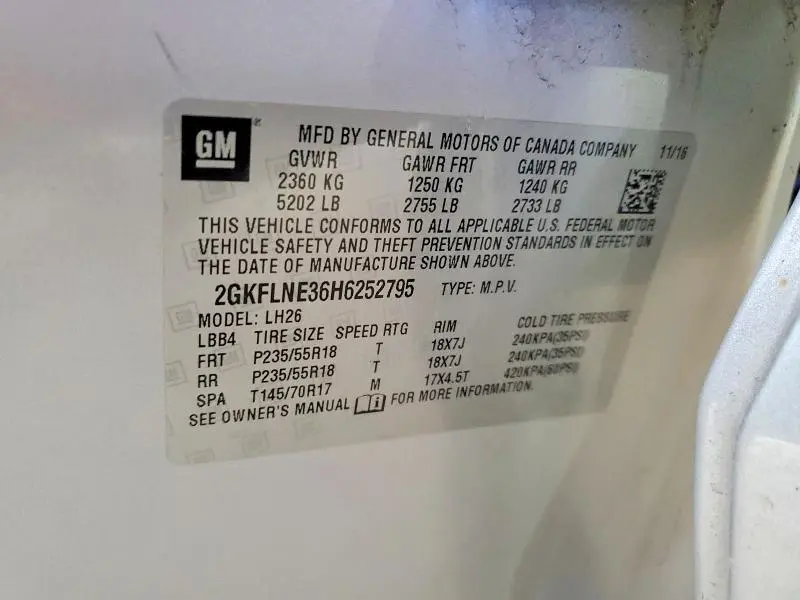 GM
MFD BY GENERAL MOTORS OF CANADA COMPANY 11/16
GVWR GAWR FRT GAWR RR
2360 KG 1250 KG 1240 KG
5202 LB 2755 LB 2733 LB
THIS VEHICLE CONFORMS TO ALL APPLICABLE U.S. FEDERAL MOTOR
VEHICLE SAFETY AND THEFT PREVENTION STANDARDS IN EFFECT ON
THE DATE OF MANUFACTURE SHOWN ABOVE.
2GKFLNE36H6252795 TYPE: M.P.V.
MODEL: LH26
LBB4 TIRE SIZE SPEED RTG RIM COLD TIRE PRESSURE
FRT P235/55R18 T 18X7J 240KPA(35PSI)
RR P235/55R18 T 18X7J 240KPA(35PSI)
SPA T145/70R17 M 17X4.5T 420KPA(60PSI)
SEE OWNER'S MANUAL FOR MORE INFORMATION.